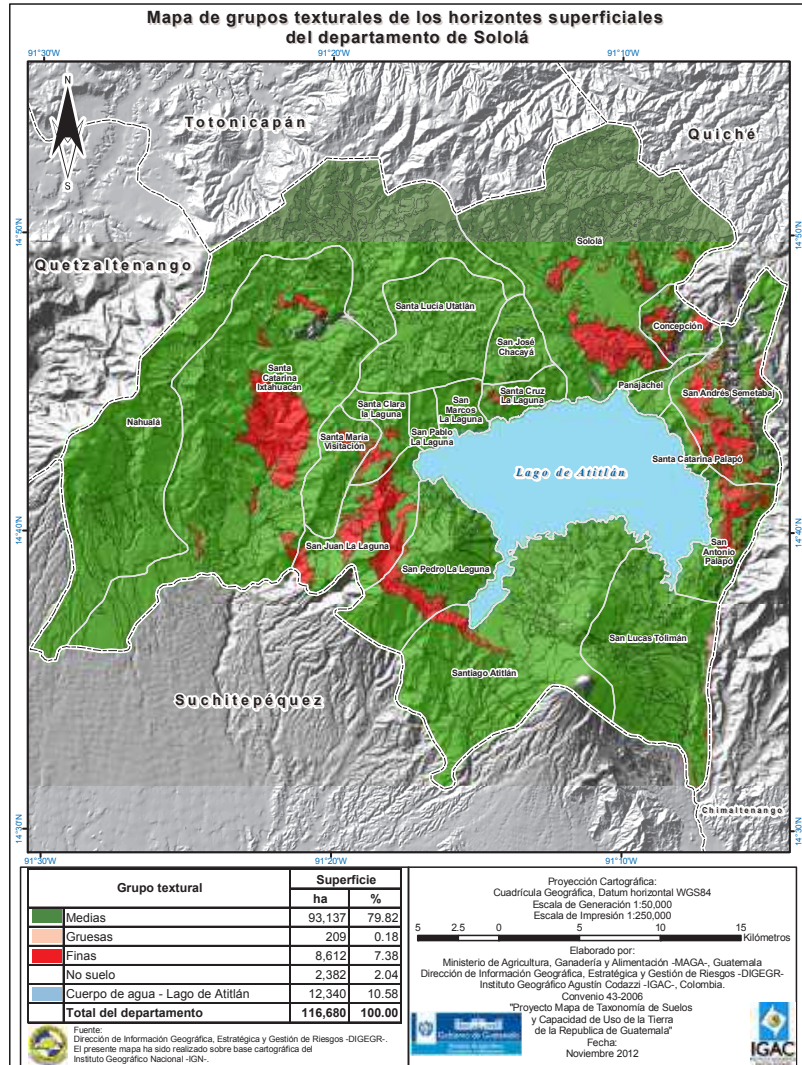 Mapa de grupos texturales de los horizontes superficiales
del departamento de Sololá
91°30'W
91°20'W
91°10'W
N
S
Totonicapán
Quiché
14°50'N
14°50'N
Quetzaltenango
Sololá
Santa Lucía Utatlán
Concepción
San José
Chacayá
Santa
Catarina
Ixtahuacán
Panajachel
San Andrés Semetabaj
Santa Cruz
La Laguna
Santa Clara
la Laguna
San
Marcos
La Laguna
Nahualá
Santa María
Visitación
San Pablo
La Laguna
Santa Catarina Palapó
Lago de Atitlán
14°40'N
14°40'N
San Juan La Laguna
San
Antonio
Palapó
San Pedro La Laguna
San Lucas Tolimán
Santiago Atitlán
Suchitepéquez
Chimaltenango
14°30'N
14°30'N
91°30'W
91°20'W
91°10'W
Grupo textural
Superficie
ha
%
Medias 93,137 79.82
Gruesas 209 0.18
Finas 8,612 7.38
No suelo 2,382 2.04
Cuerpo de agua - Lago de Atitlán 12,340 10.58
Total del departamento 116,680 100.00
Fuente:
Dirección de Información Geográfica, Estratégica y Gestión de Riesgos -DIGEGR-.
El presente mapa ha sido realizado sobre base cartográfica del
Instituto Geográfico Nacional -IGN-.
Proyección Cartográfica:
Cuadrícula Geográfica, Datum horizontal WGS84
Escala de Generación 1:50,000
Escala de Impresión 1:250,000
5 2.5 0 5 10 15
Kilómetros
Elaborado por:
Ministerio de Agricultura, Ganadería y Alimentación -MAGA-, Guatemala
Dirección de Información Geográfica, Estratégica y Gestión de Riesgos -DIGEGR-
Instituto Geográfico Agustín Codazzi -IGAC-, Colombia.
Convenio 43-2006
"Proyecto Mapa de Taxonomía de Suelos
y Capacidad de Uso de la Tierra
de la Republica de Guatemala"
Fecha:
Noviembre 2012
Gobierno de Guatemala
IGAC